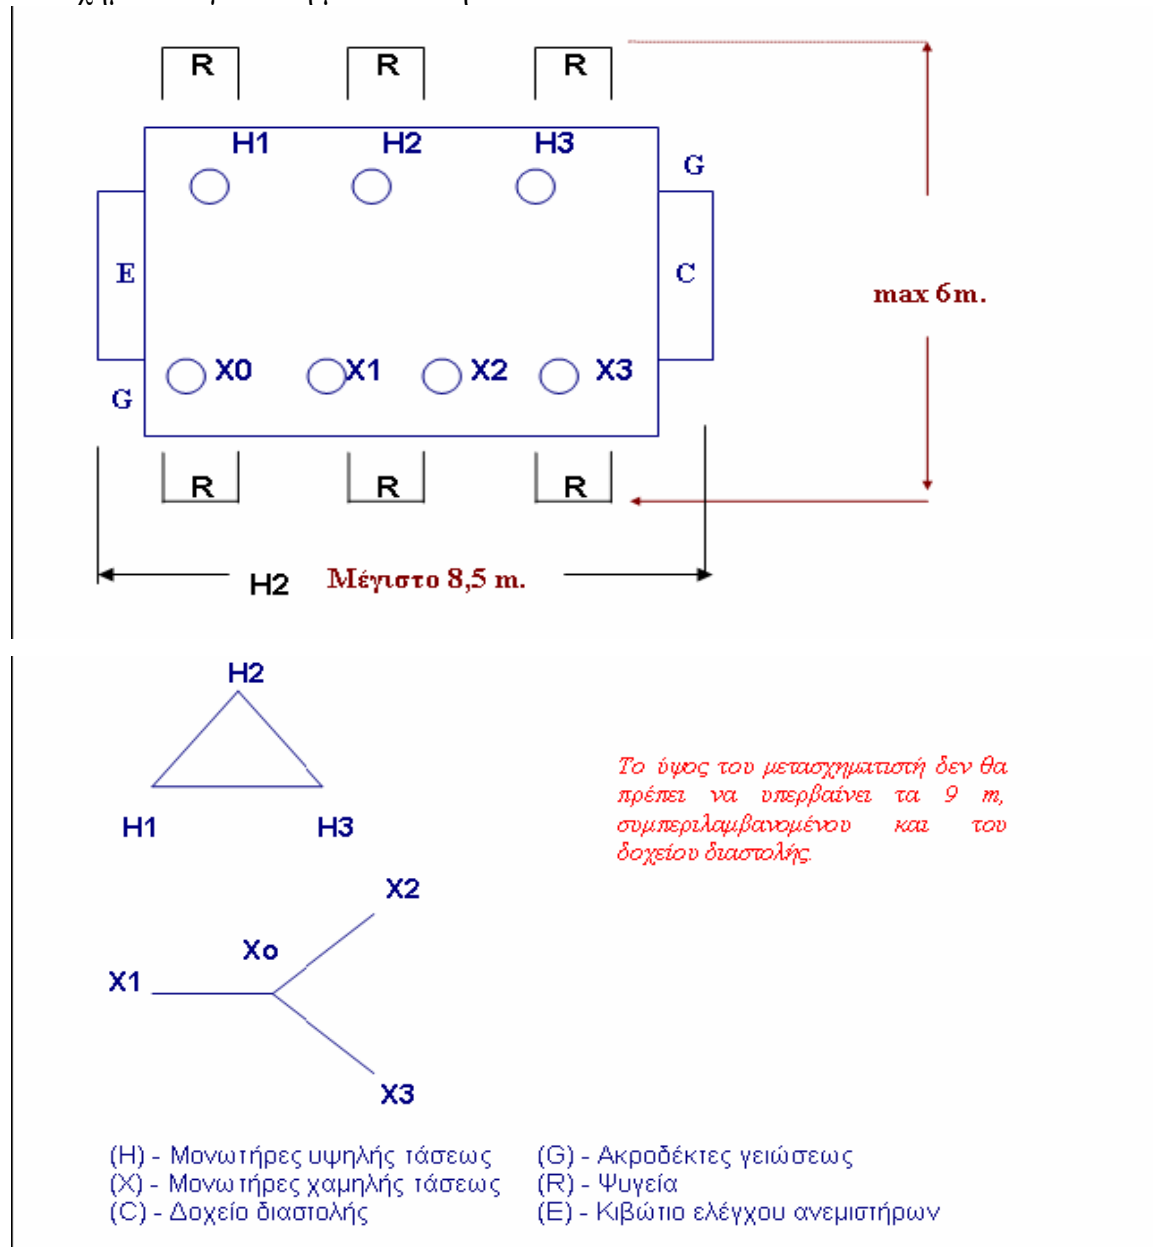 R R R
H1 H2 H3
G
E C
max 6m.
X0 X1 X2 X3
G
R R R
H2 Μέγιστο 8,5 m.
H2
H1 H3
Το ύψος του μετασχηματιστή δεν θα
πρέπει να υπερβαίνει τα 9 m,
συμπεριλαμβανομένου και του
δοχείου διαστολής.
X2
Xo
X1
X3
(H) - Μονωτήρες υψηλής τάσεως
(X) - Μονωτήρες χαμηλής τάσεως
(C) - Δοχείο διαστολής
(G) - Ακροδέκτες γειώσεως
(R) - Ψυγεία
(E) - Κιβώτιο ελέγχου ανεμιστήρων